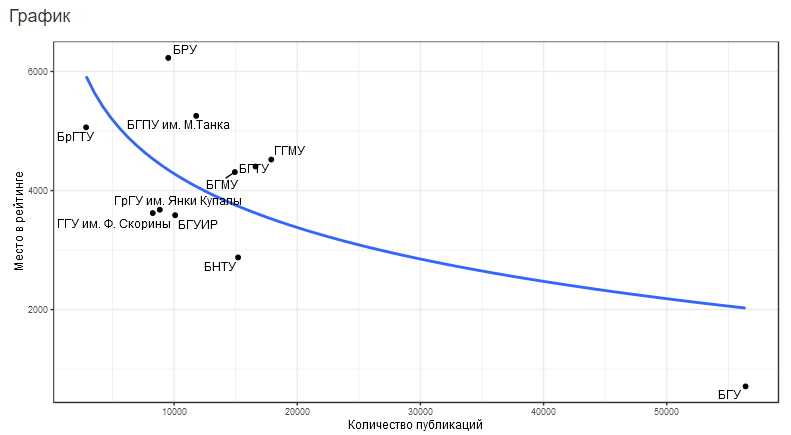 График
БРУ
6000
БГПУ им. М.Танка
БрГТУ
ГГМУ
БГТУ
БГМУ
4000
ГрГУ им. Янки Купалы
ГГУ им. Ф. Скорины
БГУИР
БНТУ
2000
БГУ
Место в рейтинге
10000
20000
30000
40000
50000
Количество публикаций